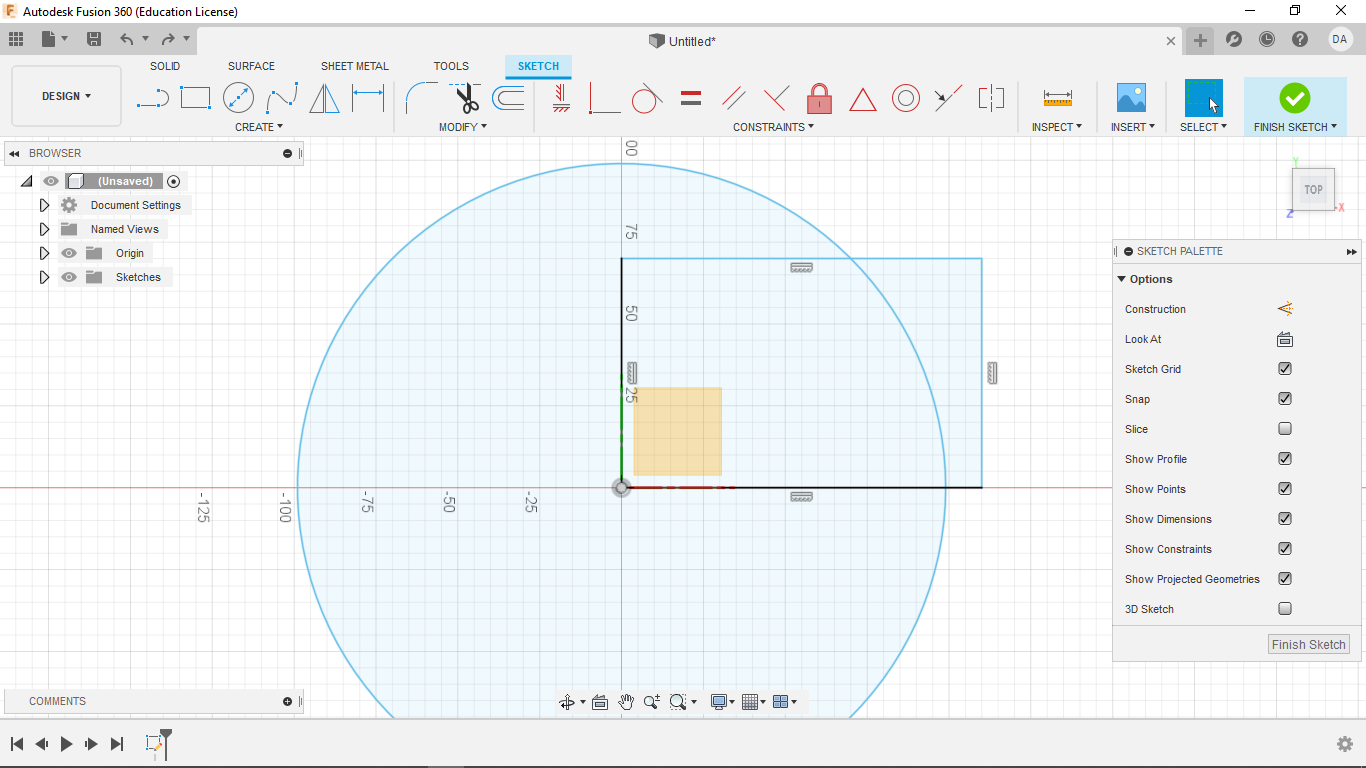 Autodesk Fusion 360 (Education License)
Untitled*
DA
SOLID SURFACE SHEET METAL TOOLS SKETCH
DESIGN
CREATE MODIFY CONSTRAINTS INSPECT INSERT SELECT FINISH SKETCH
BROWSER
(Unsaved)
Document Settings
Named Views
Origin
Sketches
00
75
50
25
-125
-100
-75
-50
-25
Y
TOP
Z
X
SKETCH PALETTE
Options
Construction
Look At
Sketch Grid
Snap
Slice
Show Profile
Show Points
Show Dimensions
Show Constraints
Show Projected Geometries
3D Sketch
Finish Sketch
COMMENTS